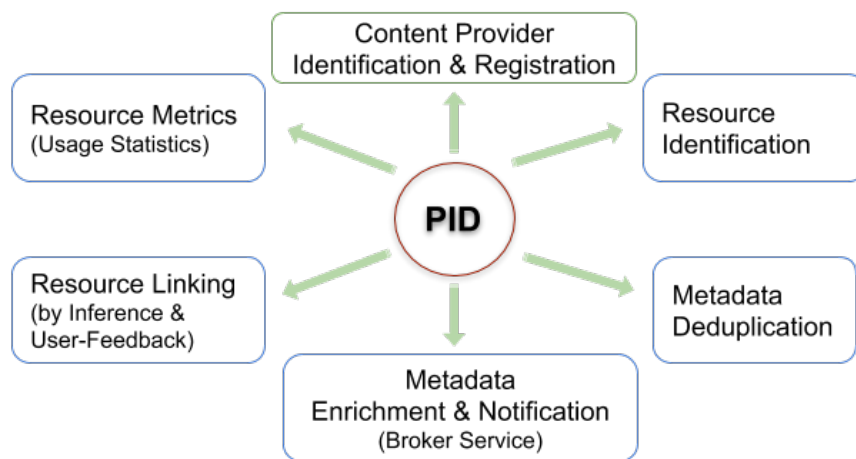 Content Provider
Identification & Registration
Resource Metrics
(Usage Statistics)
Resource
Identification
PID
Resource Linking
(by Inference &
User-Feedback)
Metadata
Deduplication
Metadata
Enrichment & Notification
(Broker Service)